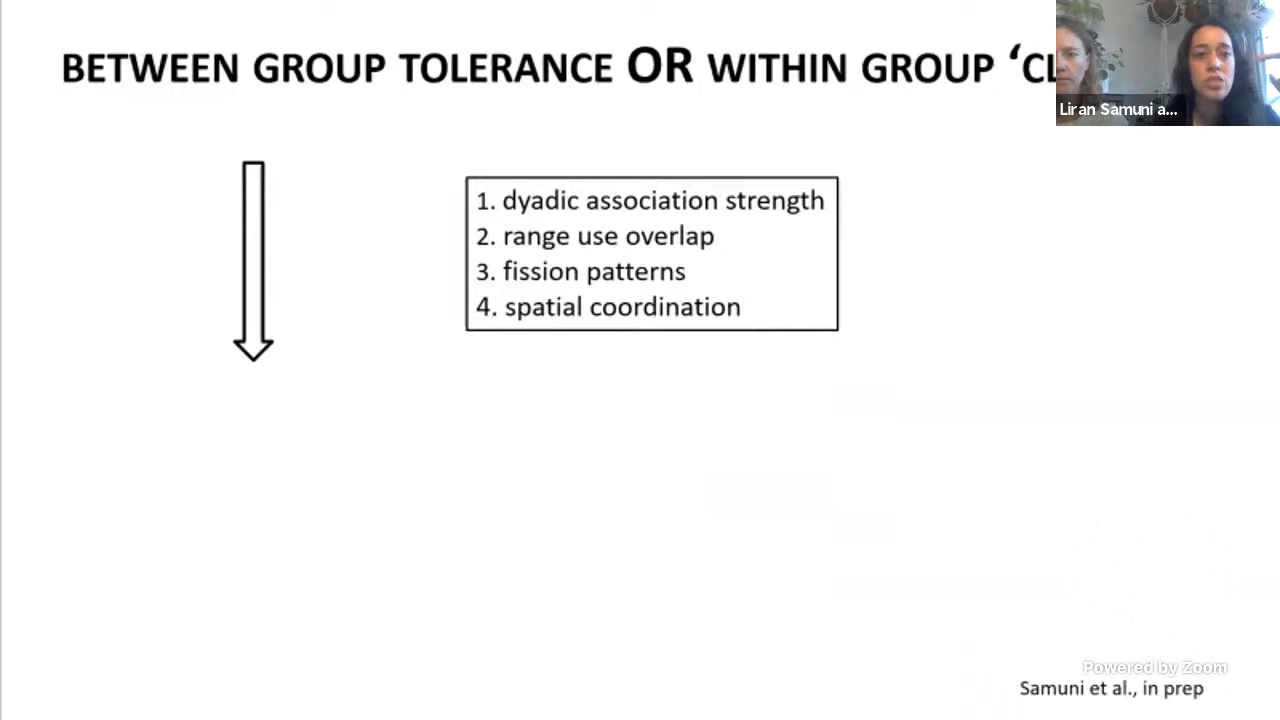 BETWEEN GROUP TOLERANCE OR WITHIN GROUP ‘CL
Liran Samuni a...
1. dyadic association strength
2. range use overlap
3. fission patterns
4. spatial coordination
Powered by Zoom
Samuni et al., in prep